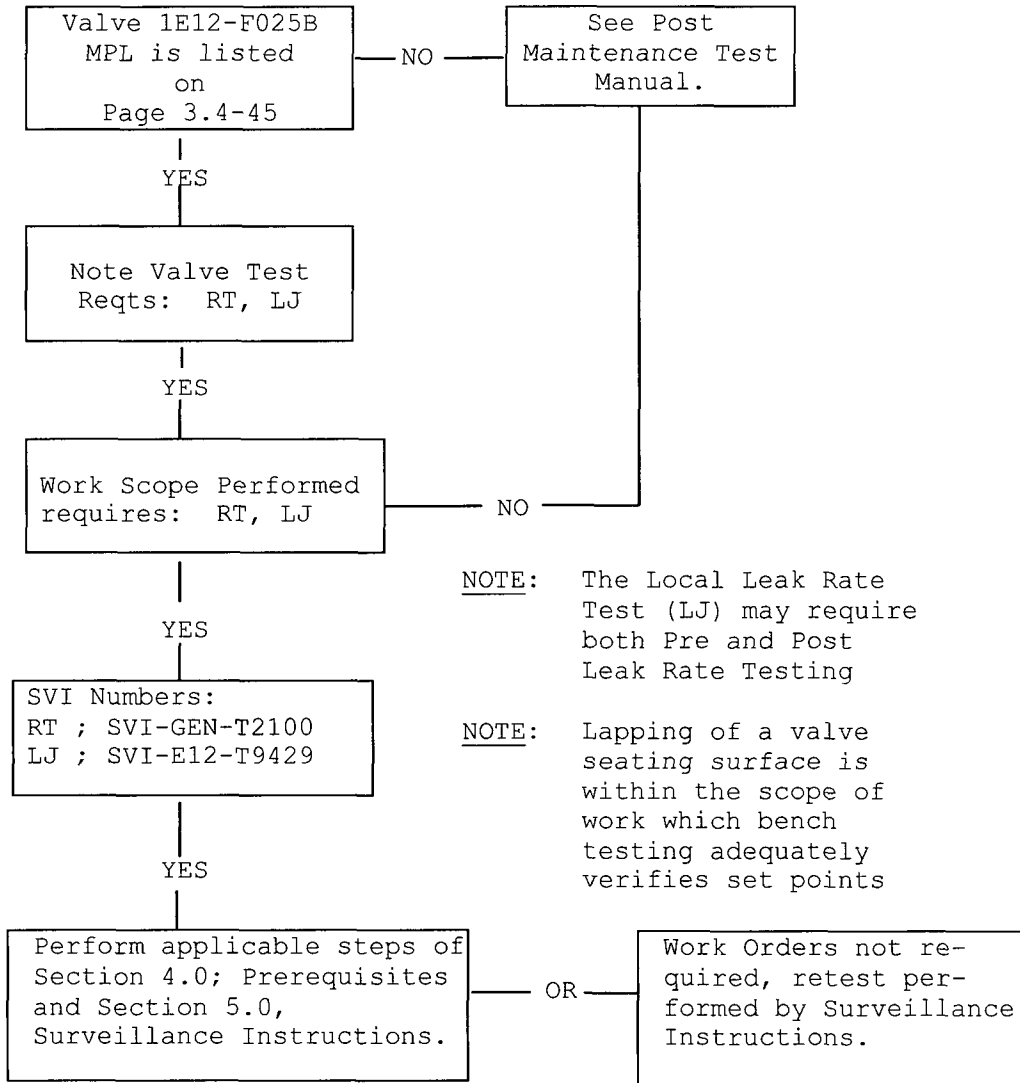 Valve 1E12-F025B
MPL is listed
on
Page 3.4-45
NO
See Post
Maintenance Test
Manual.
YES
Note Valve Test
Reqts: RT, LJ
YES
Work Scope Performed
requires: RT, LJ
NO
YES
NOTE: The Local Leak Rate
Test (LJ) may require
both Pre and Post
Leak Rate Testing
SVI Numbers:
RT ; SVI-GEN-T2100
LJ ; SVI-E12-T9429
NOTE: Lapping of a valve
seating surface is
within the scope of
work which bench
testing adequately
verifies set points
YES
Perform applicable steps of
Section 4.0; Prerequisites
and Section 5.0,
Surveillance Instructions.
OR
Work Orders not re-
quired, retest per-
formed by Surveillance
Instructions.